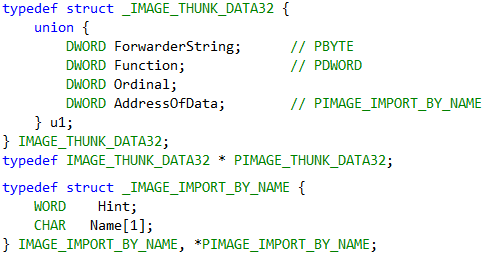 typedef struct _IMAGE_THUNK_DATA32 {
    union {
        DWORD ForwarderString;      // PBYTE
        DWORD Function;             // PDWORD
        DWORD Ordinal;
        DWORD AddressOfData;        // PIMAGE_IMPORT_BY_NAME
    } u1;
} IMAGE_THUNK_DATA32;
typedef IMAGE_THUNK_DATA32 * PIMAGE_THUNK_DATA32;
typedef struct _IMAGE_IMPORT_BY_NAME {
    WORD    Hint;
    CHAR   Name[1];
} IMAGE_IMPORT_BY_NAME, *PIMAGE_IMPORT_BY_NAME;